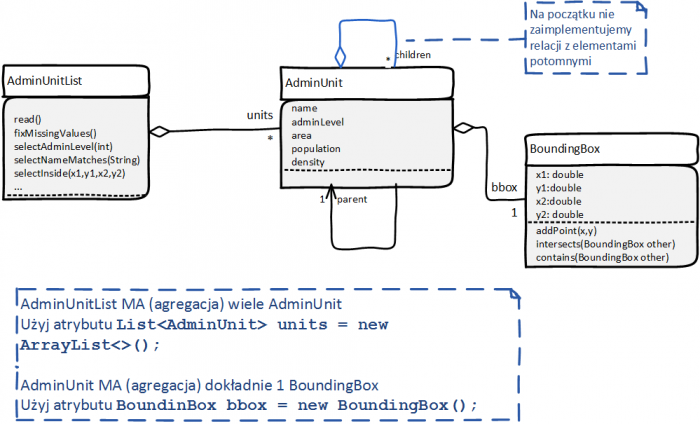 Na początku nie
zaimplementujemy
relacji z elementami
potomnymi
* children
AdminUnitList
read()
fixMissingValues()
selectAdminLevel(int)
selectNameMatches(String)
selectInside(x1,y1,x2,y2)
...
units
*
AdminUnit
name
adminLevel
area
population
density
1 parent
bbox
1
BoundingBox
x1: double
y1:double
x2:double
y2: double
addPoint(x,y)
intersects(BoundingBox other)
contains(BoundingBox other)
AdminUnitList MA (agregacja) wiele AdminUnit
Użyj atrybutu List<AdminUnit> units = new
ArrayList<>();
AdminUnit MA (agregacja) dokładnie 1 BoundingBox
Użyj atrybutu BoundinBox bbox = new BoundingBox();